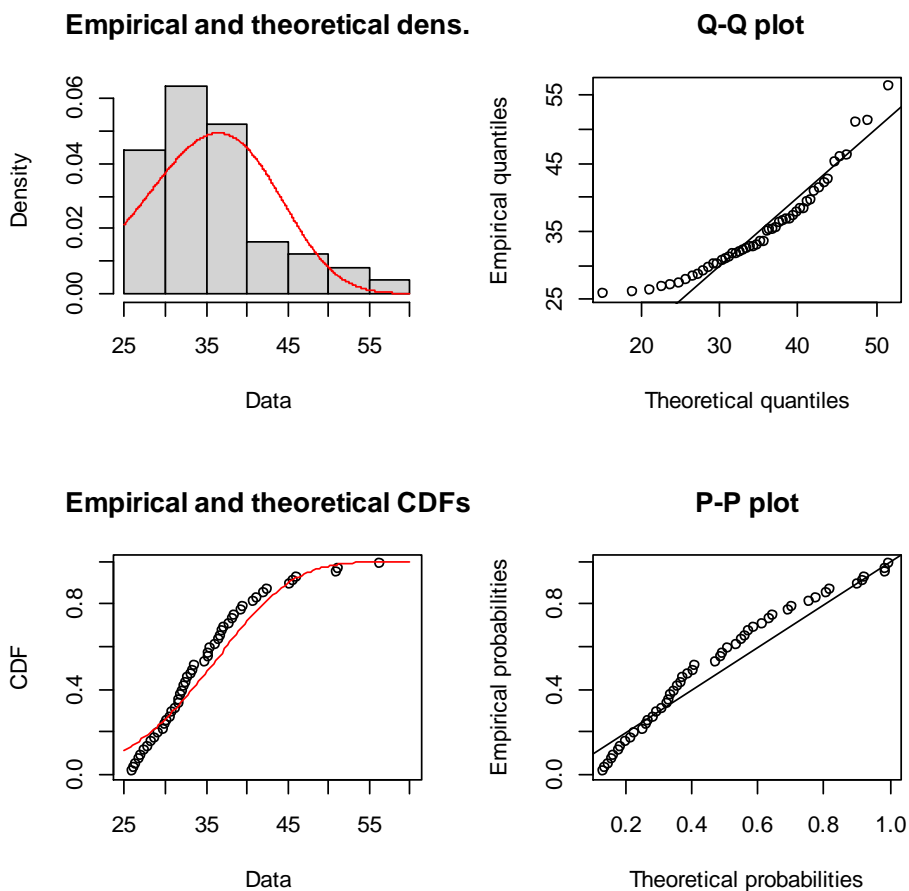 Empirical and theoretical dens.
Density
0.00 0.02 0.04 0.06
25 35 45 55
Data
Q-Q plot
Empirical quantiles
25 35 45 55
20 30 40 50
Theoretical quantiles
Empirical and theoretical CDFs
CDF
0.0 0.4 0.8
25 35 45 55
Data
P-P plot
Empirical probabilities
0.0 0.4 0.8
0.2 0.4 0.6 0.8 1.0
Theoretical probabilities